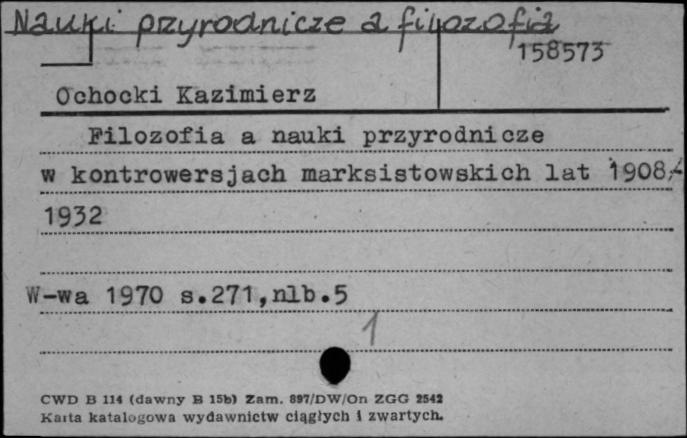 Nauki przyrodnicze a filozofia
158573
Ochocki Kazimierz
Filozofia a nauki przyrodnicze
w kontrowersjach marksistowskich lat 1908-
1932
W-wa 1970 s.271,nlb.5
1
CWD B 114 (dawny B 15b) Zam. 897/DW/On ZGG 2542
Karta katalogowa wydawnictw ciągłych i zwartych.